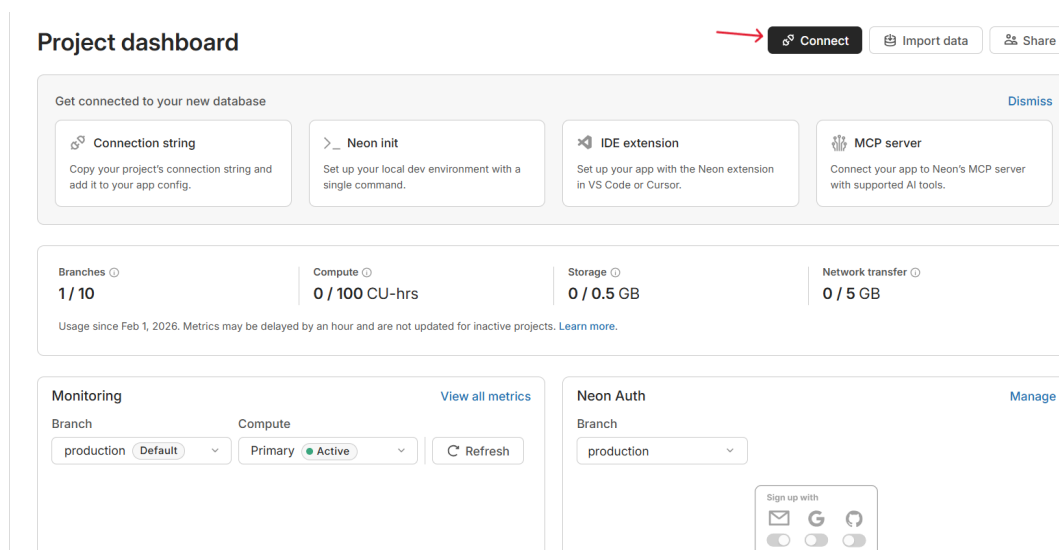 Project dashboard
Connect
Import data
Share
Get connected to your new database
Dismiss
Connection string
Copy your project's connection string and
add it to your app config.
>_ Neon init
Set up your local dev environment with a
single command.
IDE extension
Set up your app with the Neon extension
in VS Code or Cursor.
MCP server
Connect your app to Neon's MCP server
with supported AI tools.
Branches
1 / 10
Compute
0 / 100 CU-hrs
Storage
0 / 0.5 GB
Network transfer
0 / 5 GB
Usage since Feb 1, 2026. Metrics may be delayed by an hour and are not updated for inactive projects. Learn more.
Monitoring
View all metrics
Branch
production Default
Compute
Primary Active
Refresh
Neon Auth
Manage
Branch
production
Sign up with